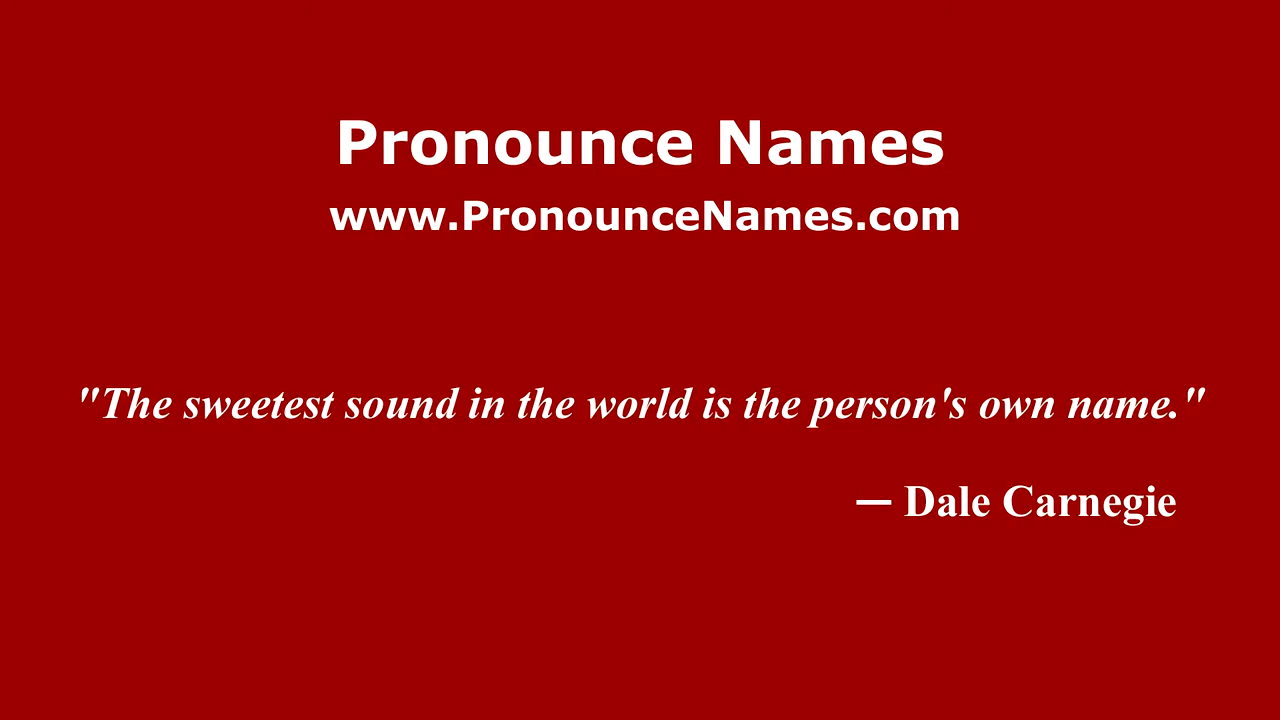 Pronounce Names
www.PronounceNames.com
"The sweetest sound in the world is the person's own name."
— Dale Carnegie